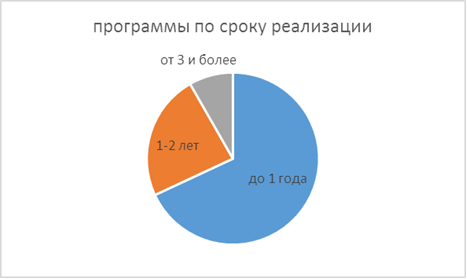 программы по сроку реализации
от 3 и более
1-2 лет
до 1 года